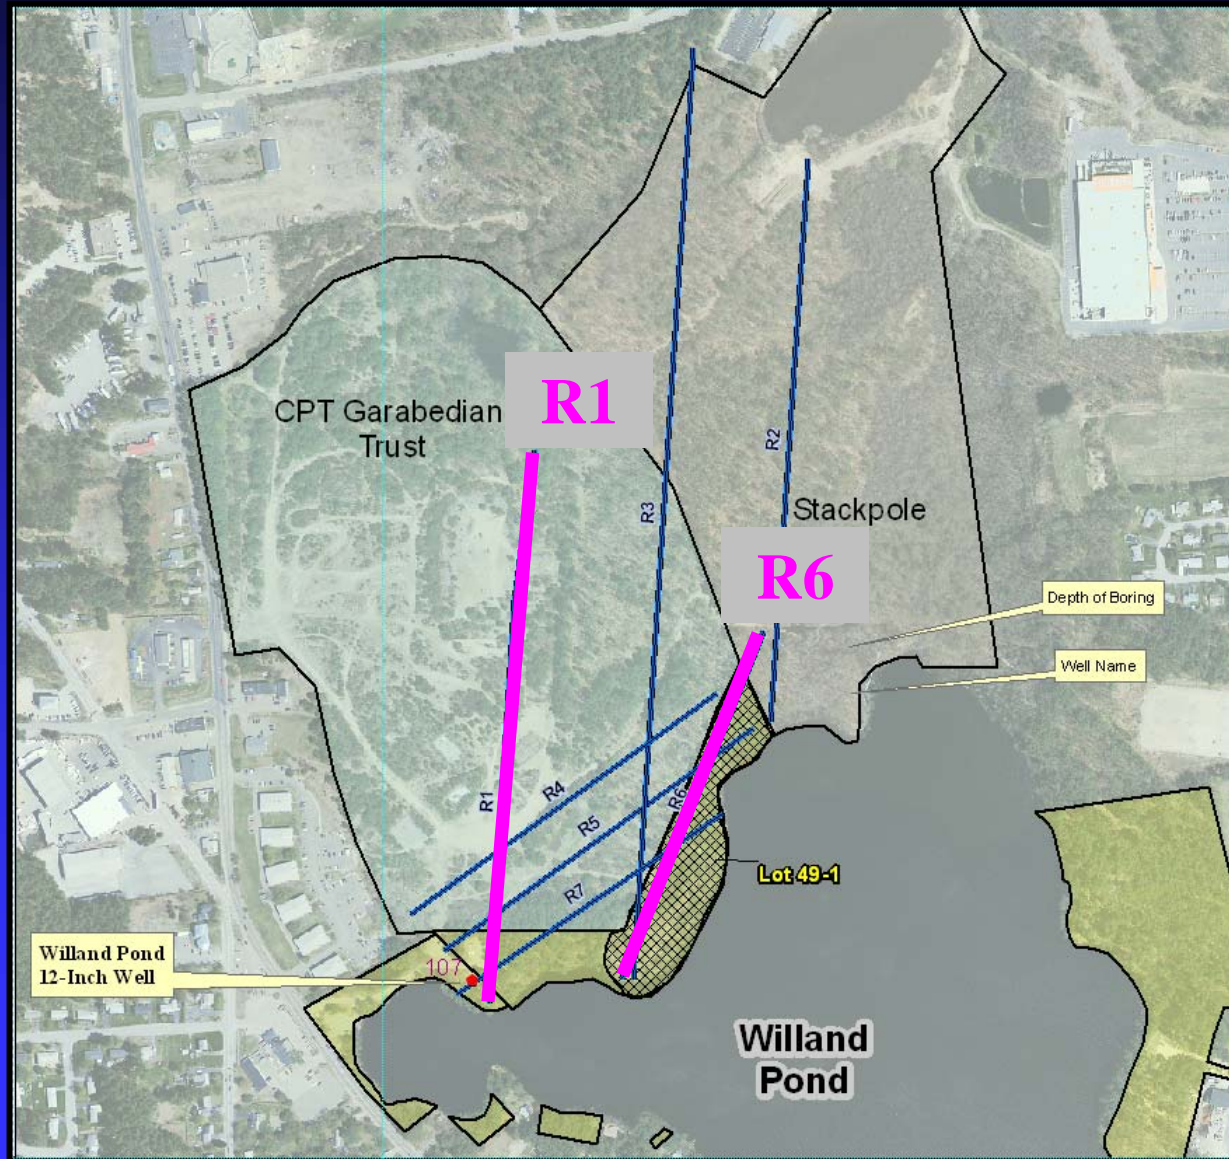 R1
CPT Garabedian
Trust
R2
R3
Stackpole
R6
Depth of Boring
Well Name
R1
R4
R6
R5
Lot 49-1
R7
Willand Pond
12-Inch Well
107
Willand
Pond